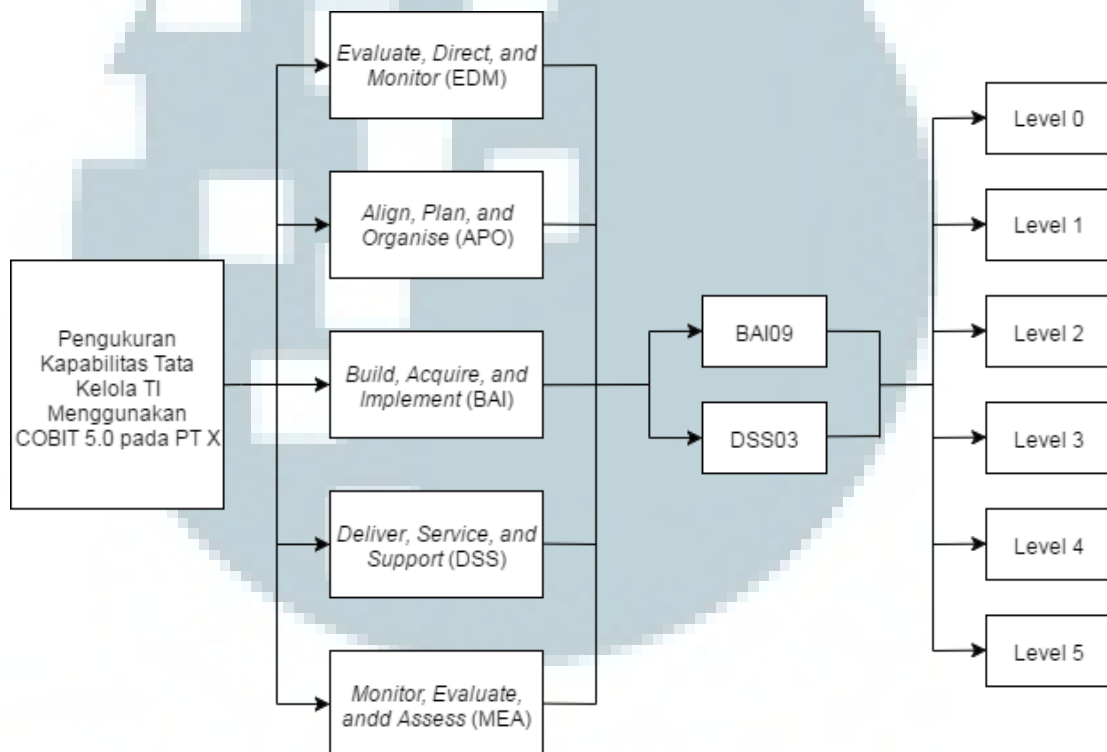 Pengukuran
Kapabilitas Tata
Kelola TI
Menggunakan
COBIT 5.0 pada PT X
Evaluate, Direct, and
Monitor (EDM)
Align, Plan, and
Organise (APO)
Build, Acquire, and
Implement (BAI)
Deliver, Service, and
Support (DSS)
Monitor, Evaluate,
andd Assess (MEA)
BAI09
DSS03
Level 0
Level 1
Level 2
Level 3
Level 4
Level 5